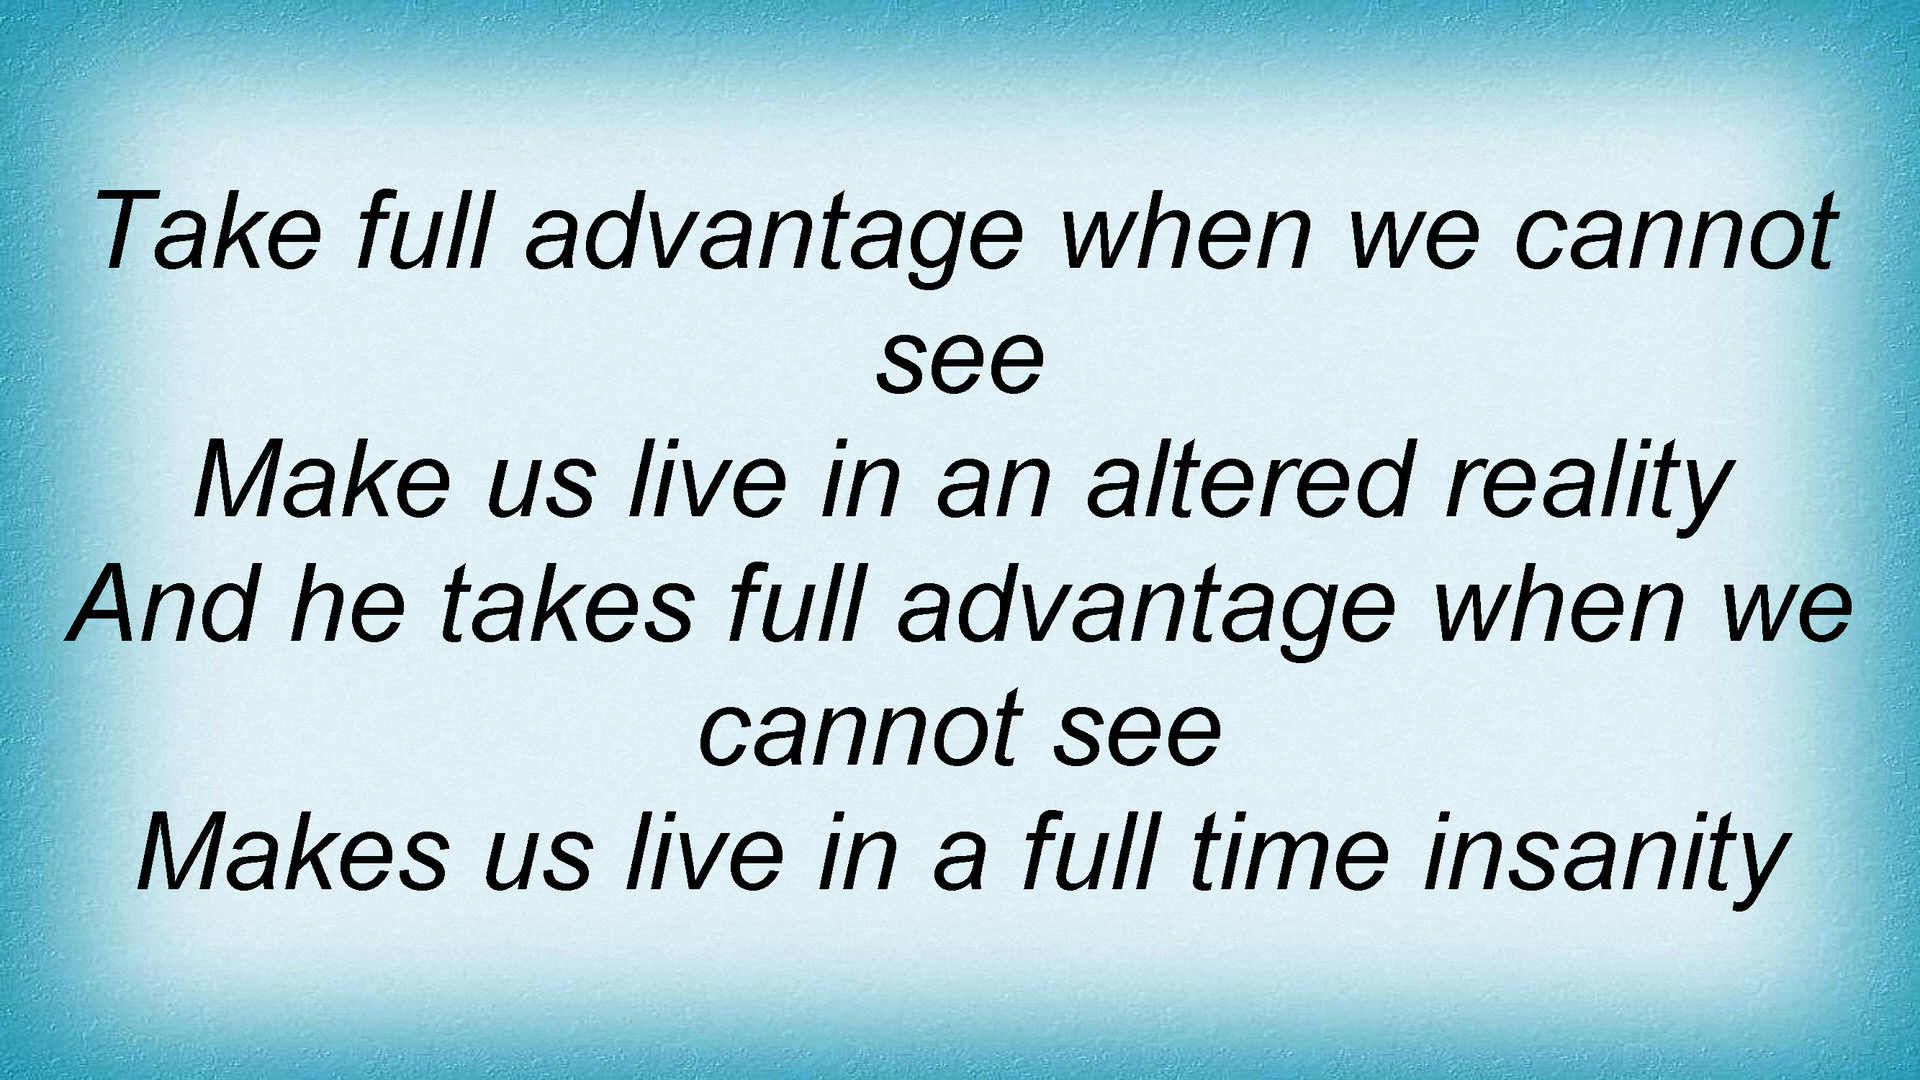 Take full advantage when we cannot
see
Make us live in an altered reality
And he takes full advantage when we
cannot see
Makes us live in a full time insanity